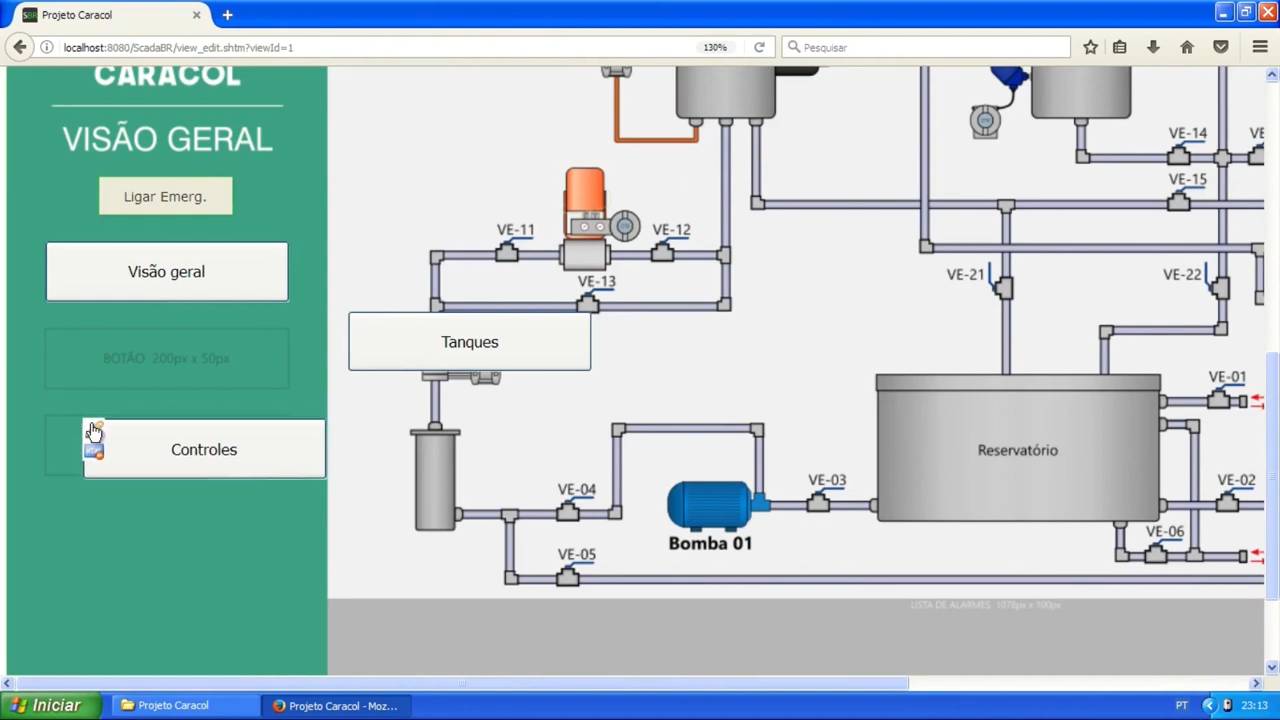 SBR Projeto Caracol
localhost:8080/ScadaBR/view_edit.shtm?viewId=1
130%
Pesquisar
CARACOL
VISÃO GERAL
Ligar Emerg.
Visão geral
BOTÃO 200px x 50px
Tanques
Controles
VE-14
VE-15
VE-11
VE-12
VE-13
VE-21
VE-22
VE-01
Reservatório
VE-04
VE-03
VE-02
Bomba 01
VE-06
VE-05
LISTA DE ALARMES 1078px x 100px
Iniciar
Projeto Caracol
Projeto Caracol - Moz...
PT
23:13